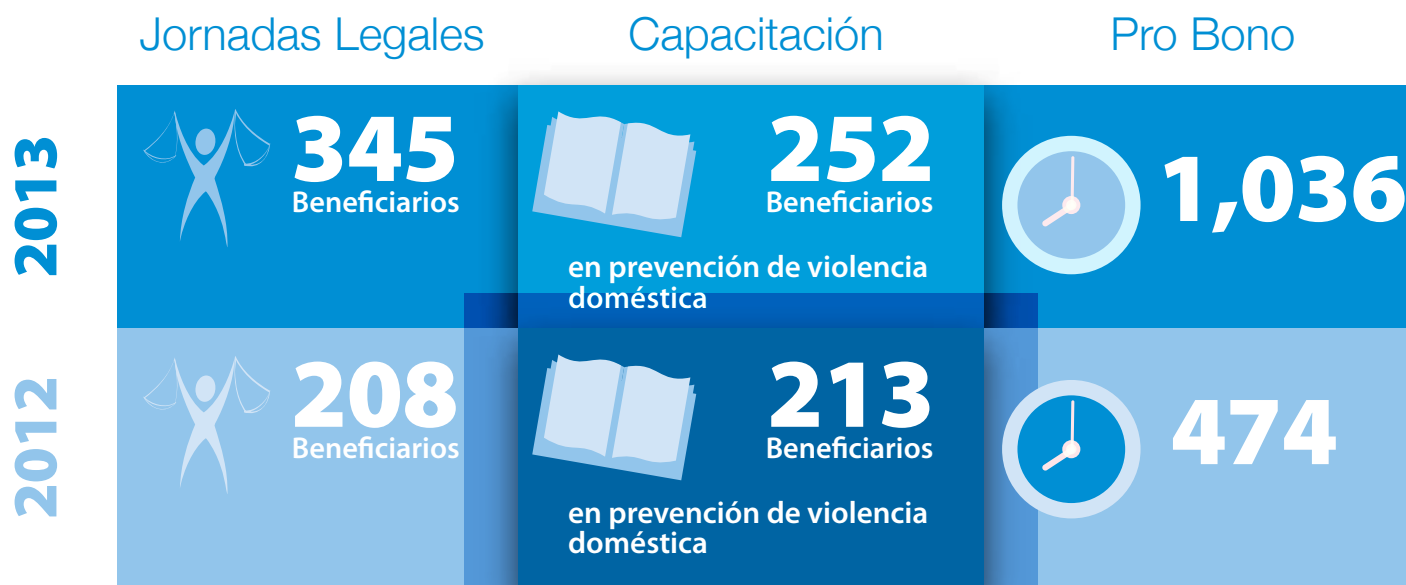 Jornadas Legales
Capacitación
Pro Bono
2013
345
Beneficiarios
252
Beneficiarios
en prevención de violencia
doméstica
1,036
2012
208
Beneficiarios
213
Beneficiarios
en prevención de violencia
doméstica
474